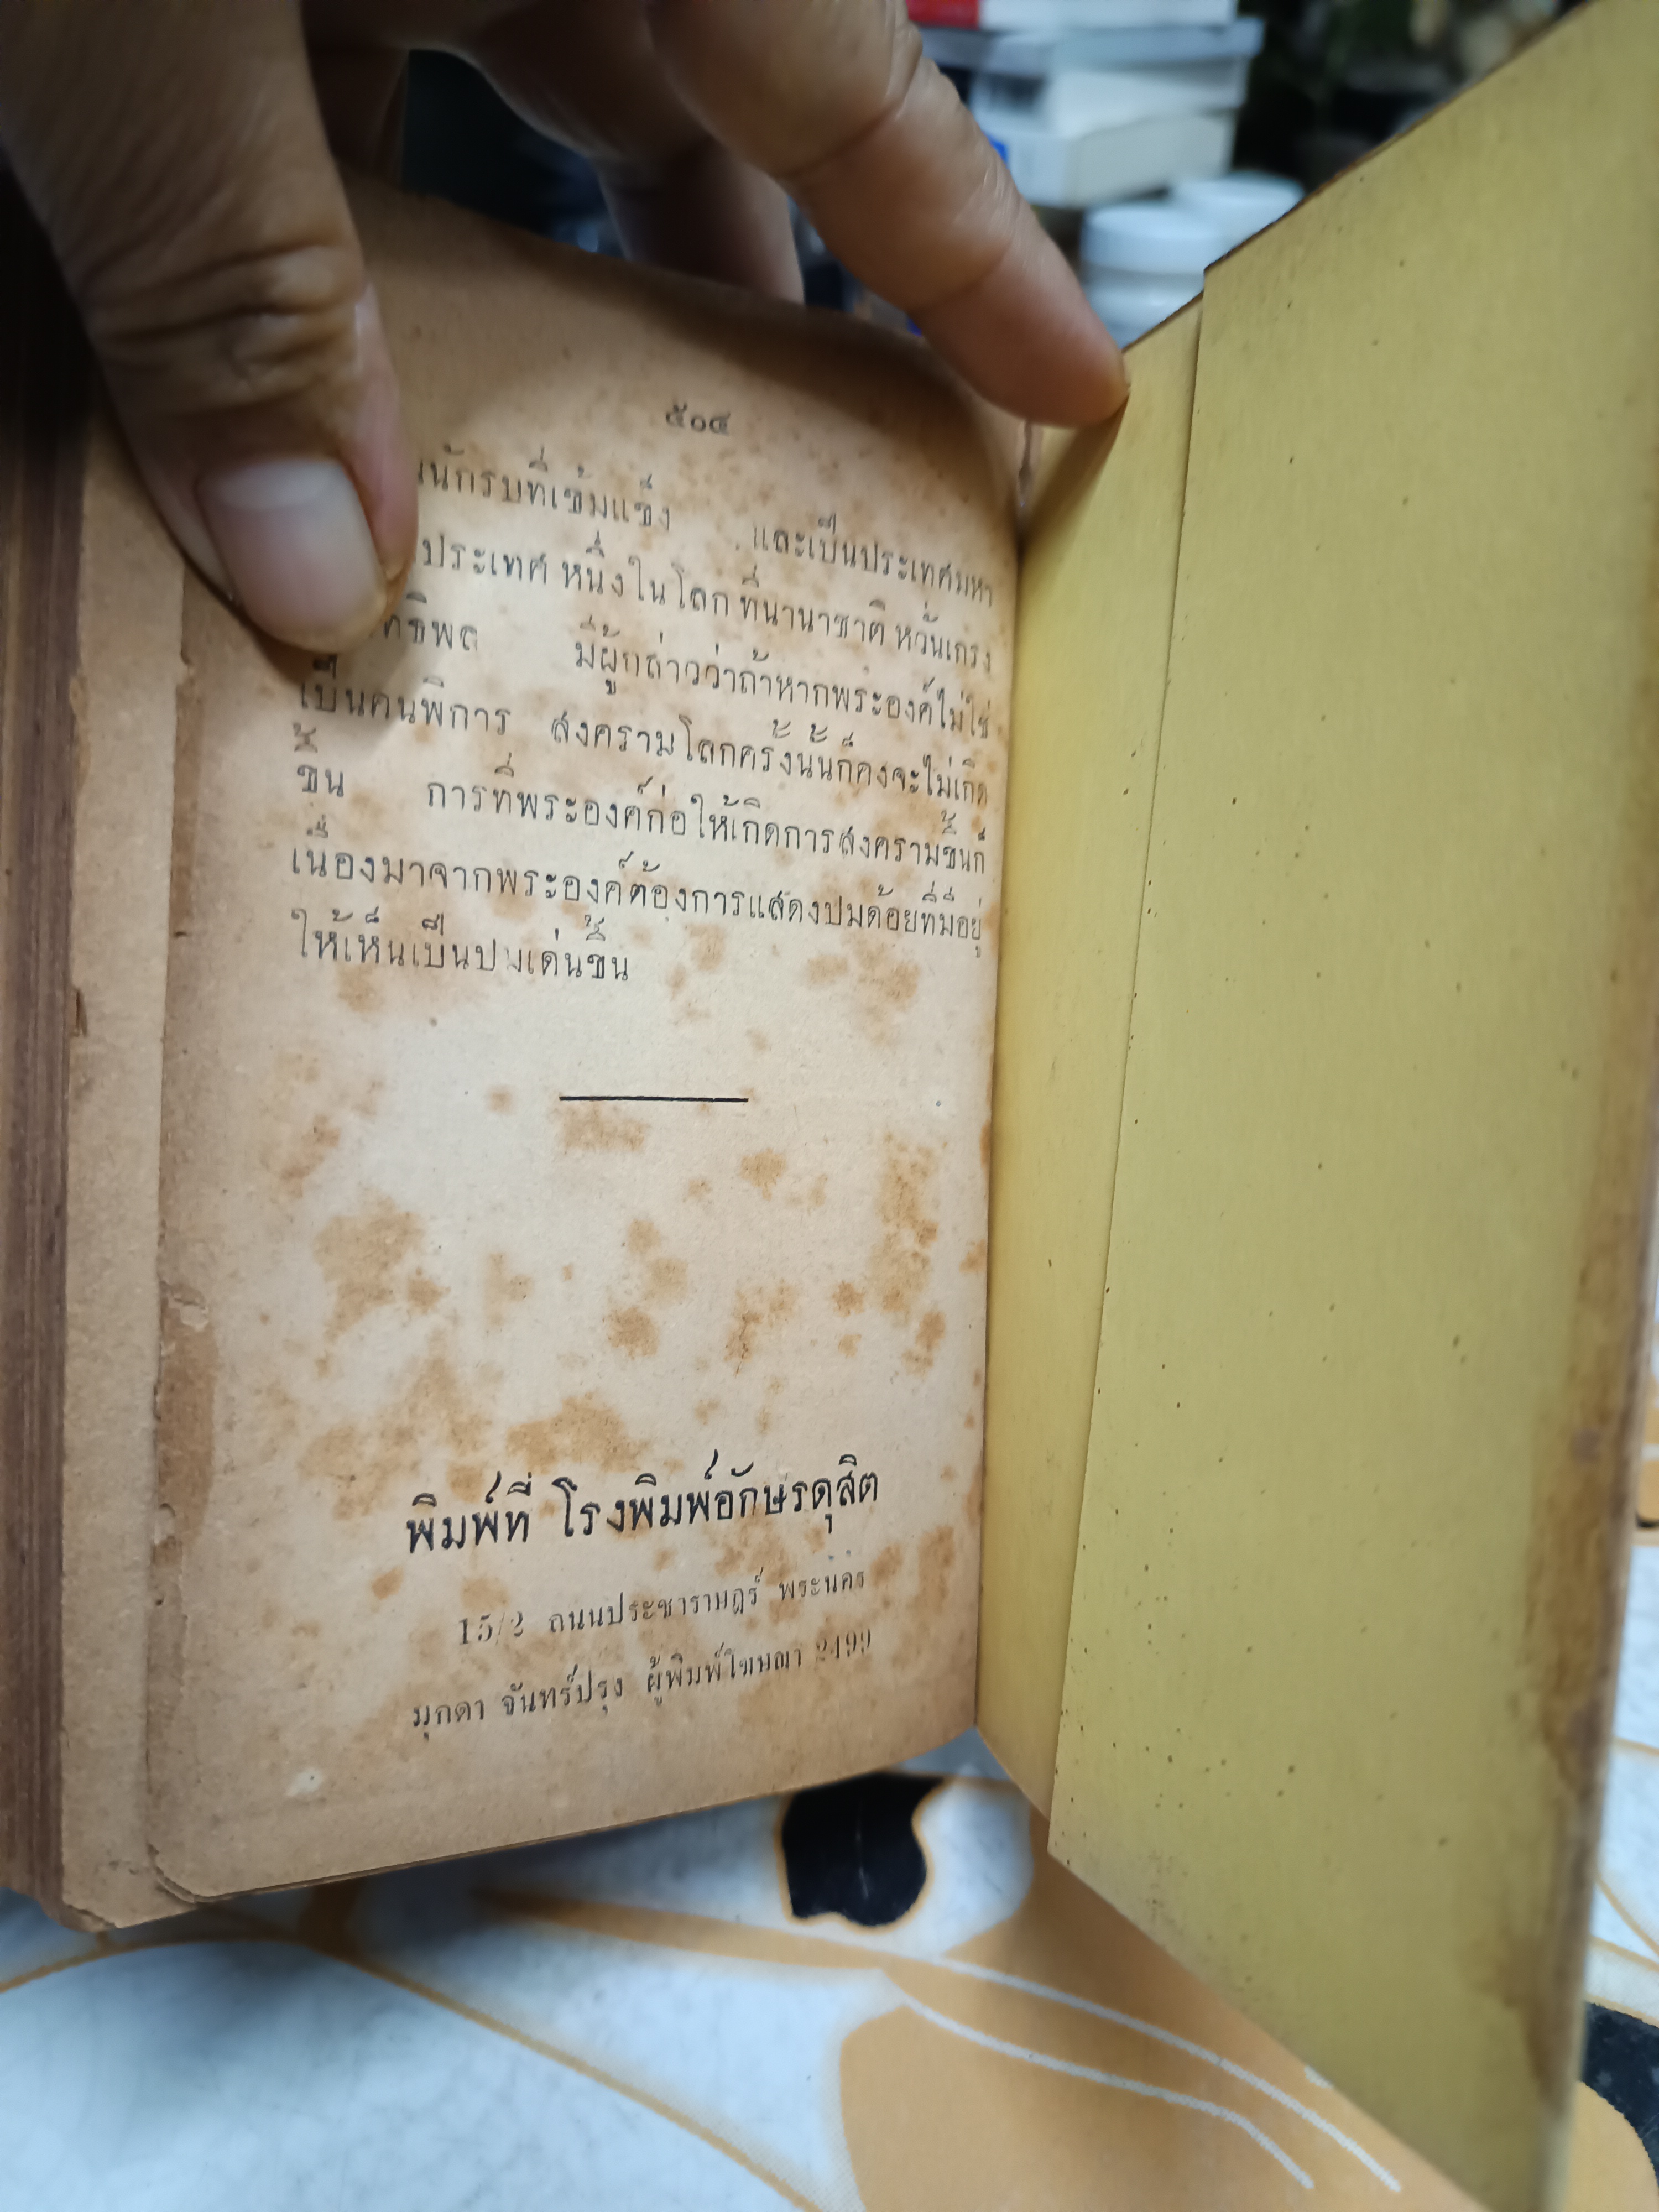 ๕๐๔
นักรบที่เข้มแข็ง และเป็นประเทศมหา
ประเทศ หนึ่งในโลก ที่นานาชาติ หวั่นเกรง
มีผู้กล่าวว่าถ้าหากพระองค์ไม่ใช่
เป็นคนพิการ สงครามโลกครั้งนั้นก็คงจะไม่เกิด
ขึ้น การที่พระองค์ก่อให้เกิดการสงครามขึ้นก็
เนื่องมาจากพระองค์ต้องการแสดงปมด้อยที่มีอยู่
ให้เห็นเป็นปมเด่นขึ้น
พิมพ์ที่ โรงพิมพ์อักษรดุสิต
15/2 ถนนประชาราษฎร์ พระนคร
มุกดา จันทร์ปรุง ผู้พิมพ์โฆษณา 2499